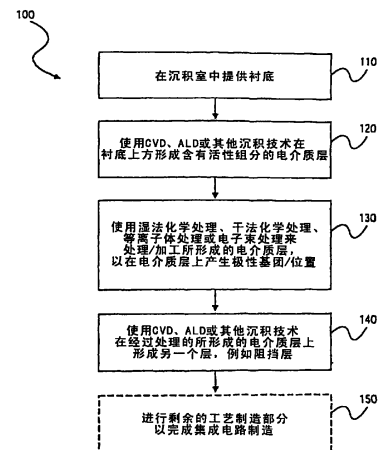 100
110
在沉积室中提供衬底
120
使用CVD、ALD或其他沉积技术在
衬底上方形成含有活性组分的电介质层
130
使用湿法化学处理、干法化学处理、
等离子体处理或电子束处理来
处理/加工所形成的电介质层,
以在电介质层上产生极性基团/位置
140
使用CVD、ALD或其他沉积技术
在经过处理的所形成的电介质层上
形成另一个层，例如阻挡层
150
进行剩余的工艺制造部分
以完成集成电路制造